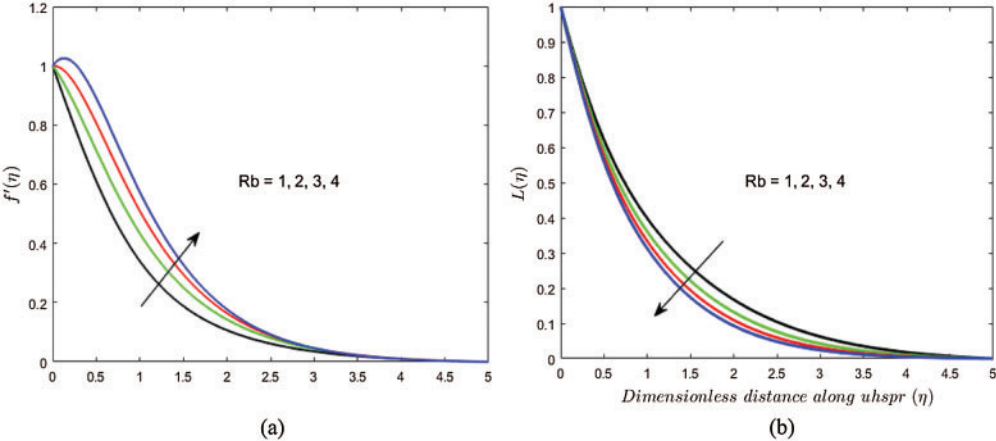 1.2
1
0.8
0.6
0.4
0.2
0
f'(η)
Rb = 1, 2, 3, 4
0 0.5 1 1.5 2 2.5 3 3.5 4 4.5 5
(a)
1
0.9
0.8
0.7
0.6
0.5
0.4
0.3
0.2
0.1
0
L(η)
Rb = 1, 2, 3, 4
0 0.5 1 1.5 2 2.5 3 3.5 4 4.5 5
Dimensionless distance along uhspr (η)
(b)